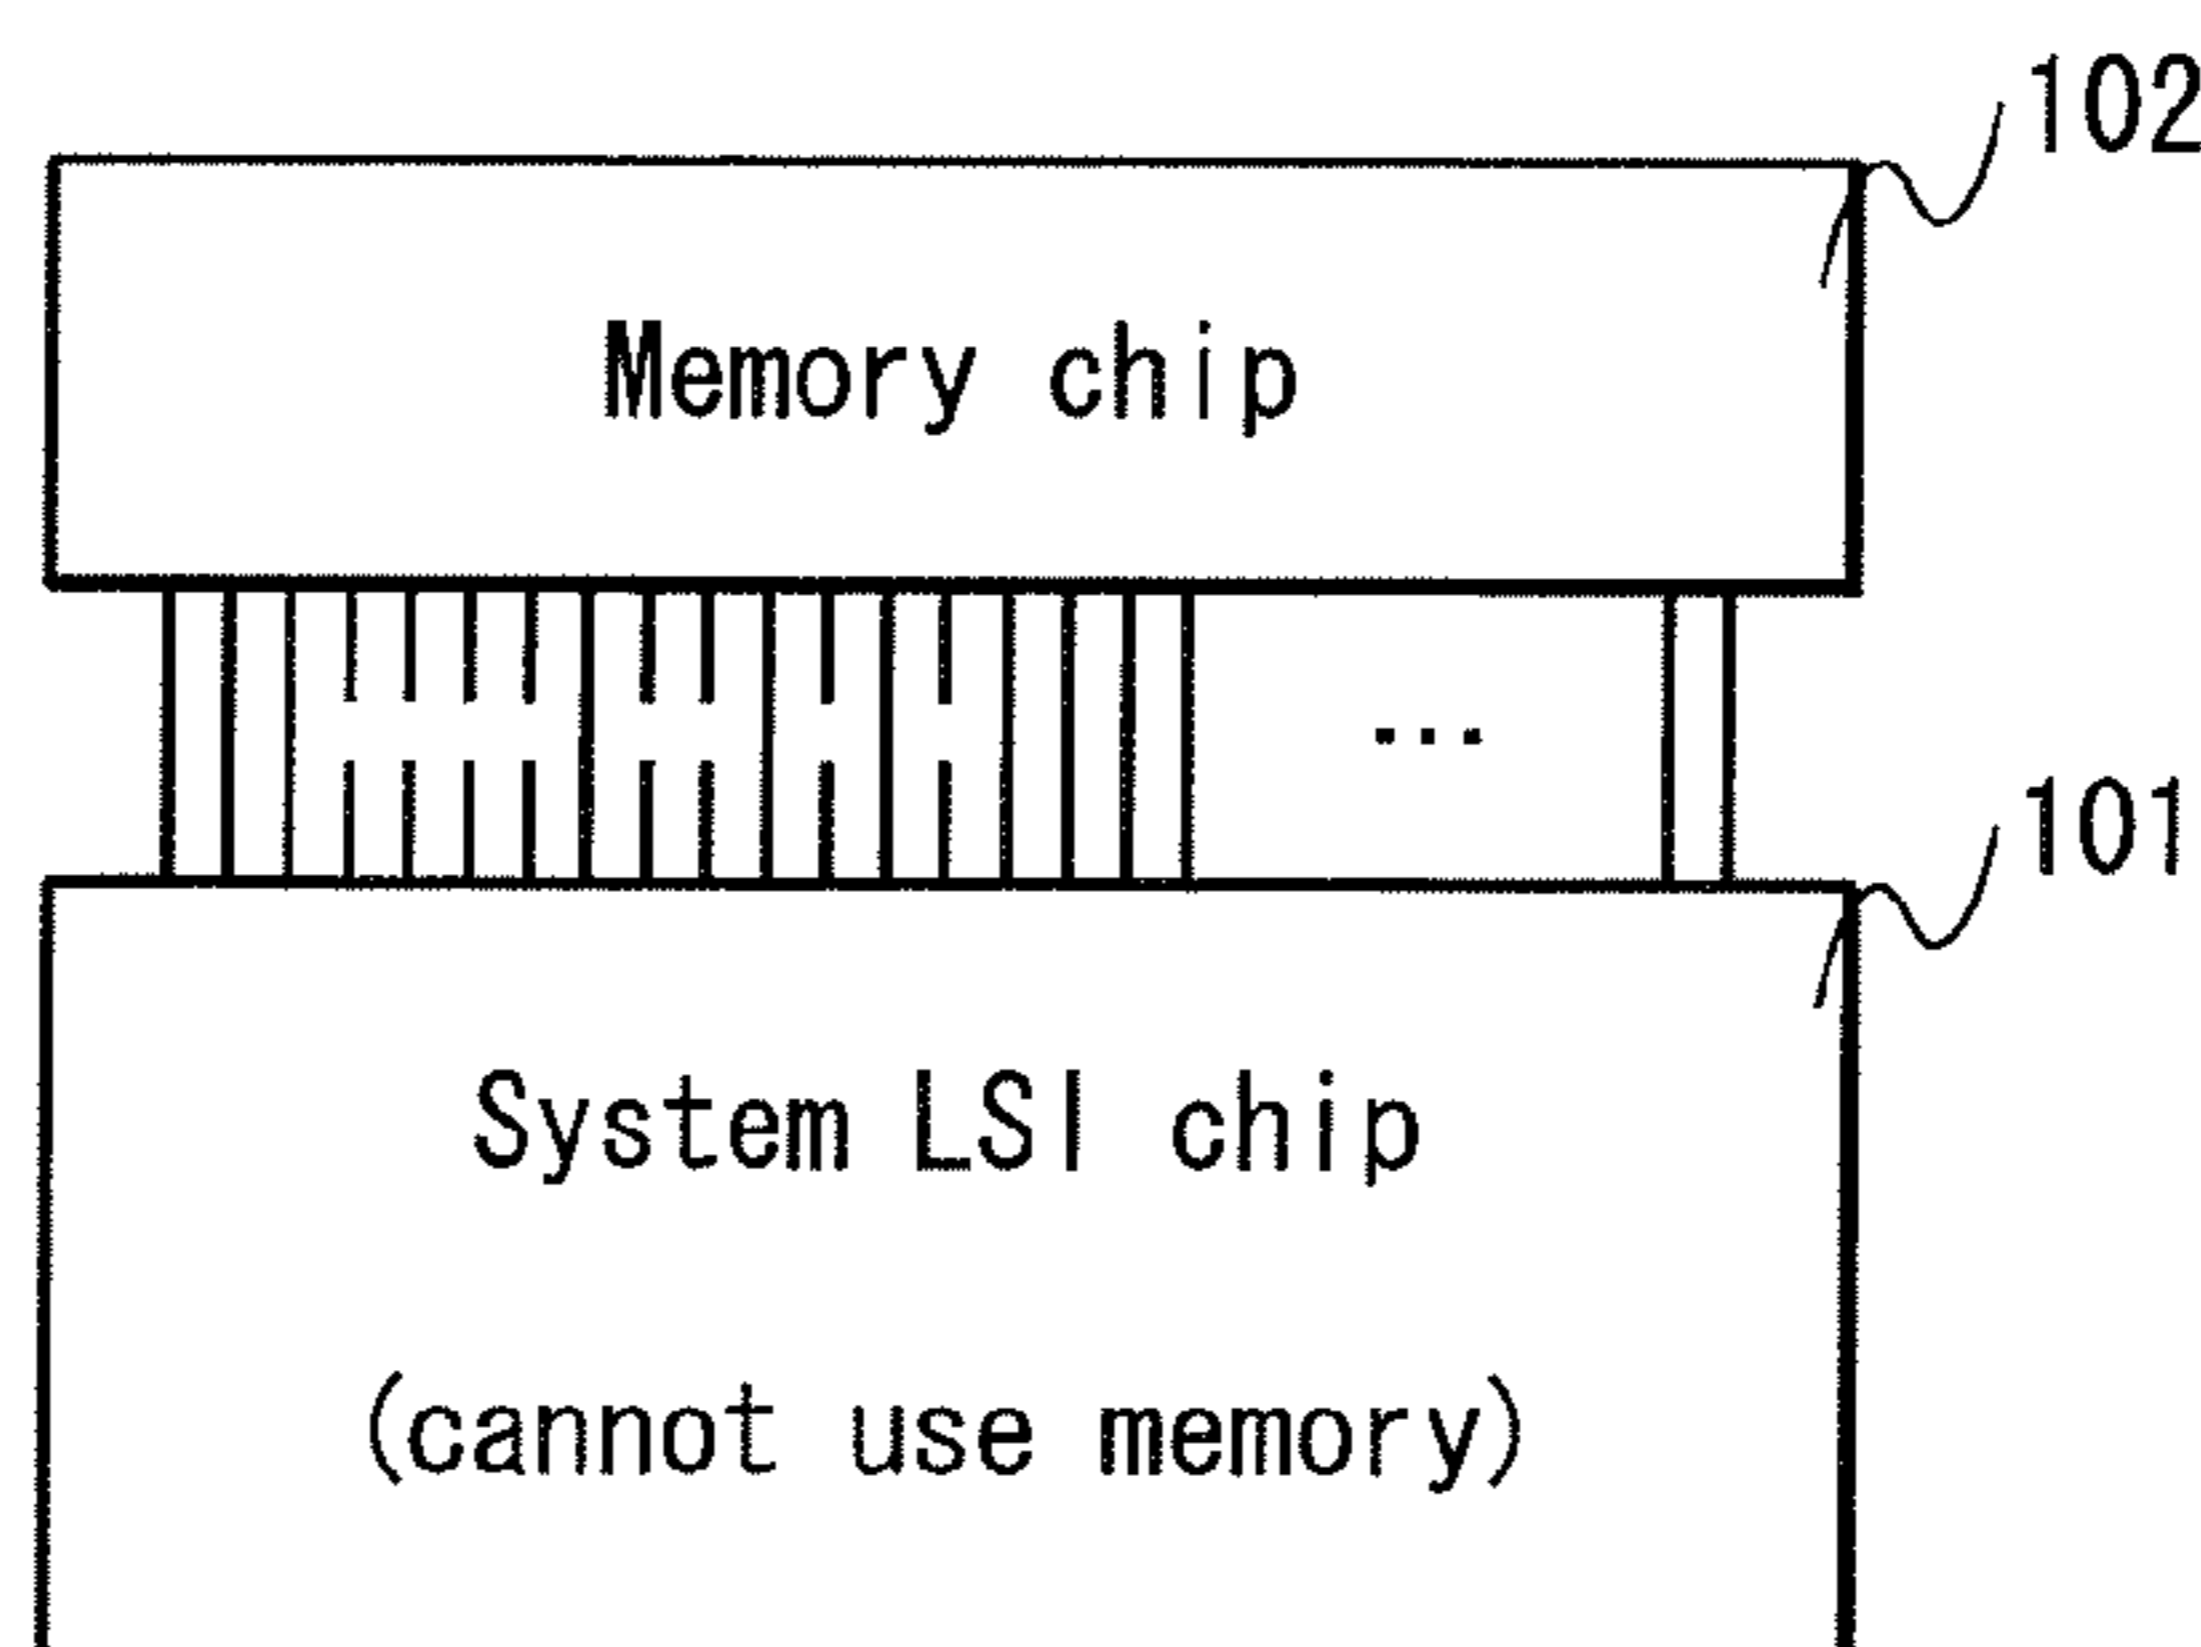 102
Memory chip
...
101
System LSI chip
(cannot use memory)